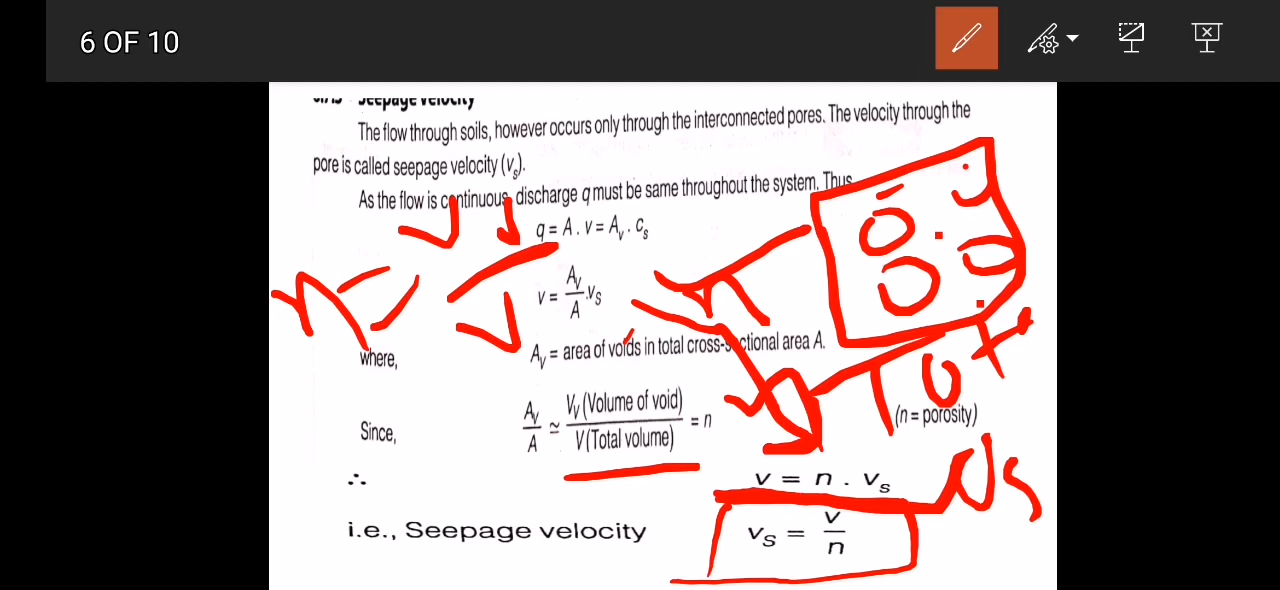 6 OF 10
Seepage velocity
The flow through soils, however occurs only through the interconnected pores. The velocity through the
pore is called seepage velocity (vₛ).
As the flow is continuous, discharge q must be same throughout the system. Thus
q = A . v = Aᵥ . cₛ
v = Aᵥ/A . vₛ
where,
Aᵥ = area of voids in total cross-sectional area A.
Since,
Aᵥ/A ≃ Vᵥ (Volume of void)/V (Total volume) = n
(n = porosity)
∴ v = n . vₛ
i.e., Seepage velocity vₛ = v/n